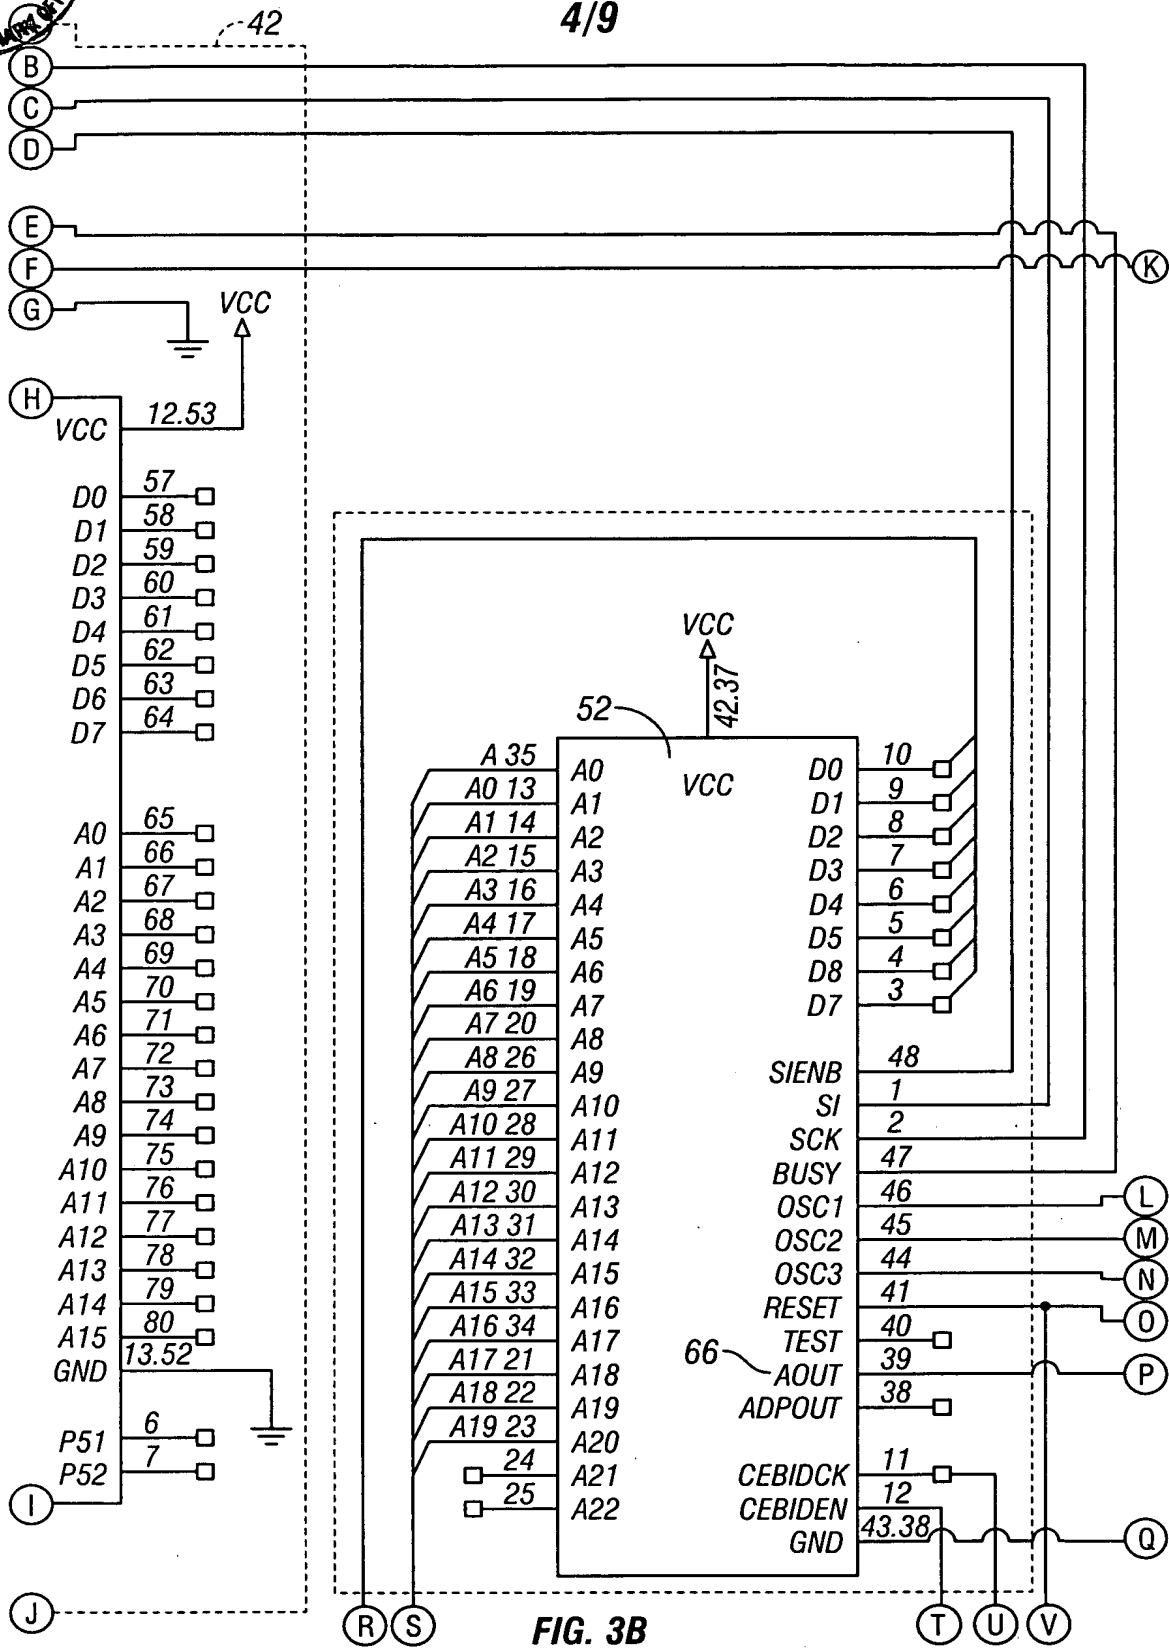 4/9
42
B
C
D
E
F
K
G
VCC
H
VCC 12.53
D0 57
D1 58
D2 59
D3 60
D4 61
D5 62
D6 63
D7 64
A0 65
A1 66
A2 67
A3 68
A4 69
A5 70
A6 71
A7 72
A8 73
A9 74
A10 75
A11 76
A12 77
A13 78
A14 79
A15 80
GND 13.52
P51 6
P52 7
I
J
VCC
42.37
52
VCC
A 35 A0 D0 10
A0 13 A1 D1 9
A1 14 A2 D2 8
A2 15 A3 D3 7
A3 16 A4 D4 6
A4 17 A5 D5 5
A5 18 A6 D8 4
A6 19 A7 D7 3
A7 20 A8
A8 26 A9 SIENB 48
A9 27 A10 SI 1
A10 28 A11 SCK 2
A11 29 A12 BUSY 47
A12 30 A13 OSC1 46 L
A13 31 A14 OSC2 45 M
A14 32 A15 OSC3 44 N
A15 33 A16 RESET 41 O
A16 34 A17 TEST 40
A17 21 A18 66 AOUT 39 P
A18 22 A19 ADPOUT 38
A19 23 A20
24 A21 CEBIDCK 11
25 A22 CEBIDEN 12
GND 43.38 Q
R S T U V
FIG. 3B